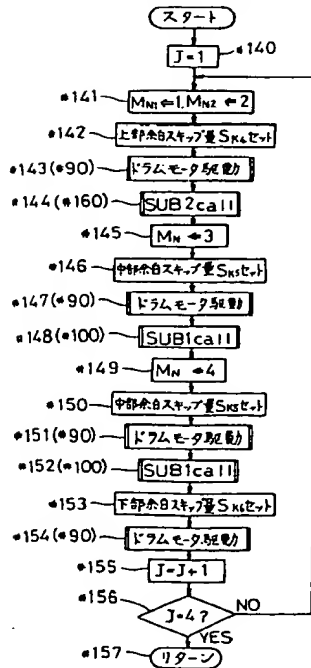 スタート
J=1 *140
*141 MN1←1, MN2←2
*142 上部余白スキップ量SK4セット
*143(*90) ドラムモータ駆動
*144(*160) SUB2call
*145 MN←3
*146 中部余白スキップ量SK5セット
*147(*90) ドラムモータ駆動
*148(*100) SUB1call
*149 MN←4
*150 中部余白スキップ量SK5セット
*151(*90) ドラムモータ駆動
*152(*100) SUB1call
*153 下部余白スキップ量SK6セット
*154(*90) ドラムモータ駆動
*155 J=J+1
*156 J=4? NO
YES
*157 リターン